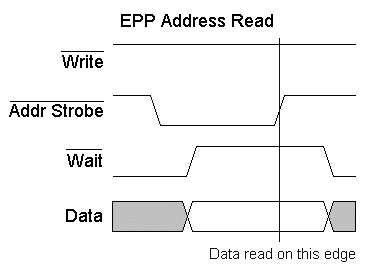 EPP Address Read
Write
Addr Strobe
Wait
Data
Data read on this edge